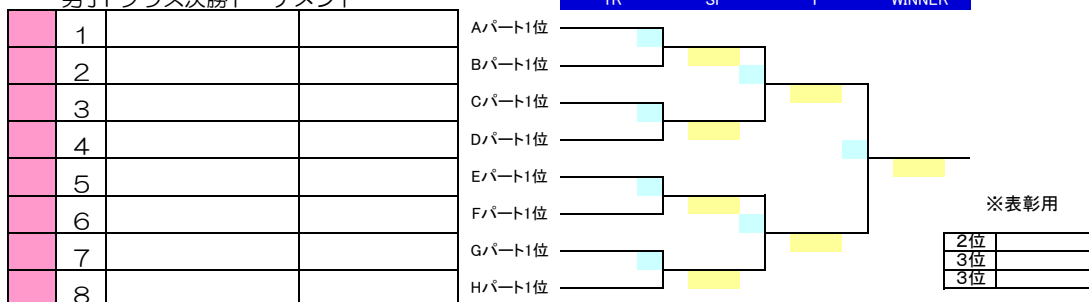 1R SF F WINNER
1 Aパート1位
2 Bパート1位
3 Cパート1位
4 Dパート1位
5 Eパート1位
6 Fパート1位
※表彰用
7 Gパート1位
2位
3位
8 Hパート1位
3位